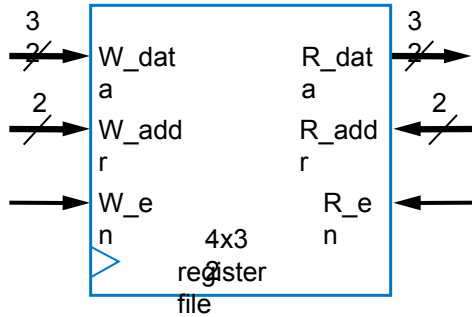 3
2
W_dat
a
R_dat
a
3
2
2
W_add
r
R_add
r
2
W_e
n
R_e
n
4x3
2
register
file